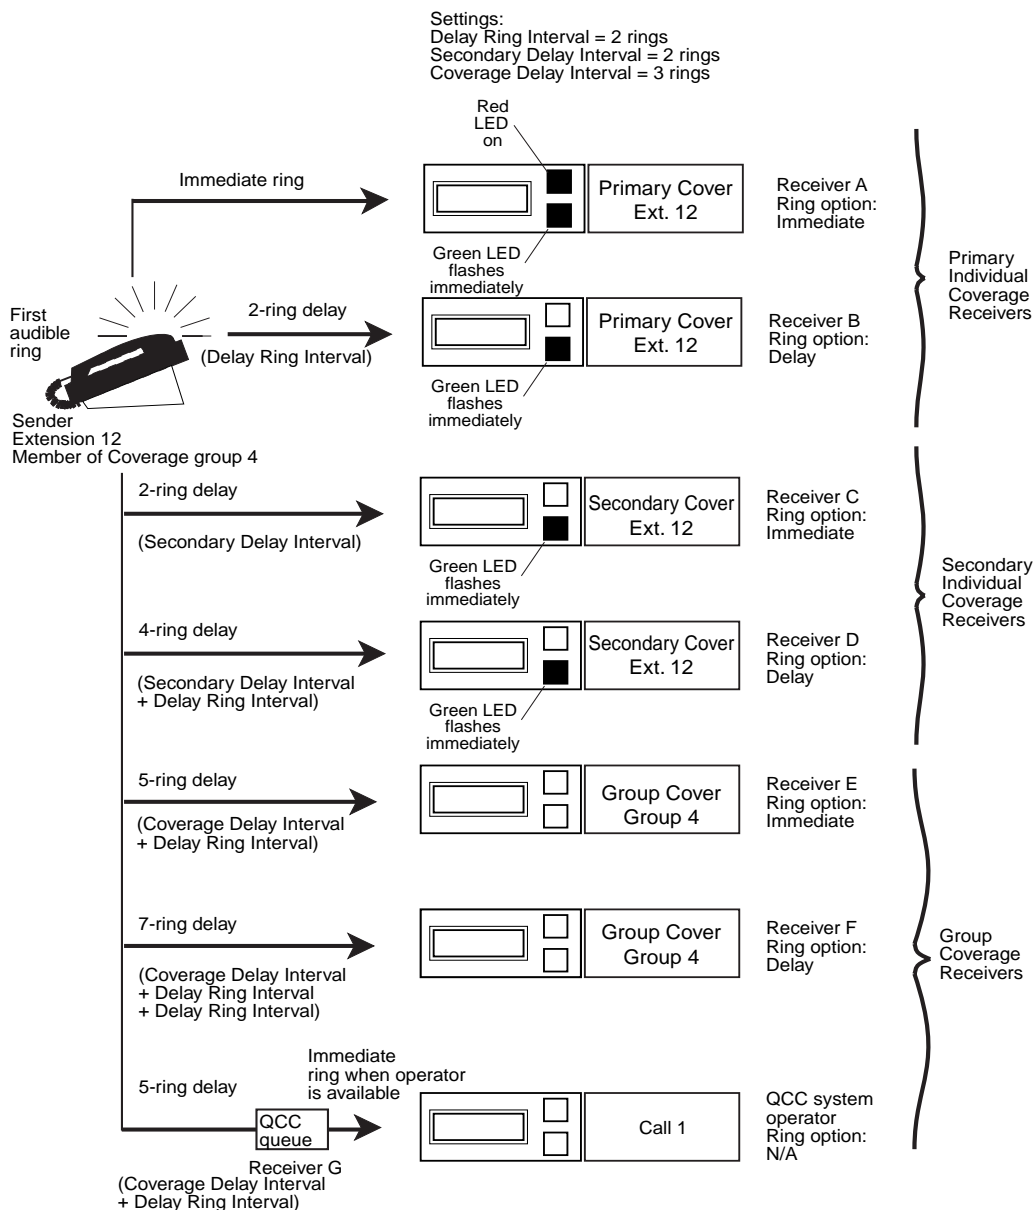 Settings:
Delay Ring Interval = 2 rings
Secondary Delay Interval = 2 rings
Coverage Delay Interval = 3 rings
Red
LED
on
Immediate ring
Primary Cover
Ext. 12
Receiver A
Ring option:
Immediate
Green LED
flashes
immediately
Primary
Individual
Coverage
Receivers
First
audible
ring
2-ring delay
(Delay Ring Interval)
Primary Cover
Ext. 12
Receiver B
Ring option:
Delay
Green LED
flashes
immediately
Sender
Extension 12
Member of Coverage group 4
2-ring delay
(Secondary Delay Interval)
Secondary Cover
Ext. 12
Receiver C
Ring option:
Immediate
Green LED
flashes
immediately
Secondary
Individual
Coverage
Receivers
4-ring delay
(Secondary Delay Interval
+ Delay Ring Interval)
Secondary Cover
Ext. 12
Receiver D
Ring option:
Delay
Green LED
flashes
immediately
5-ring delay
(Coverage Delay Interval
+ Delay Ring Interval)
Group Cover
Group 4
Receiver E
Ring option:
Immediate
7-ring delay
(Coverage Delay Interval
+ Delay Ring Interval
+ Delay Ring Interval)
Group Cover
Group 4
Receiver F
Ring option:
Delay
Group
Coverage
Receivers
5-ring delay
Immediate
ring when operator
is available
QCC
queue
Receiver G
(Coverage Delay Interval
+ Delay Ring Interval)
Call 1
QCC system
operator
Ring option:
N/A